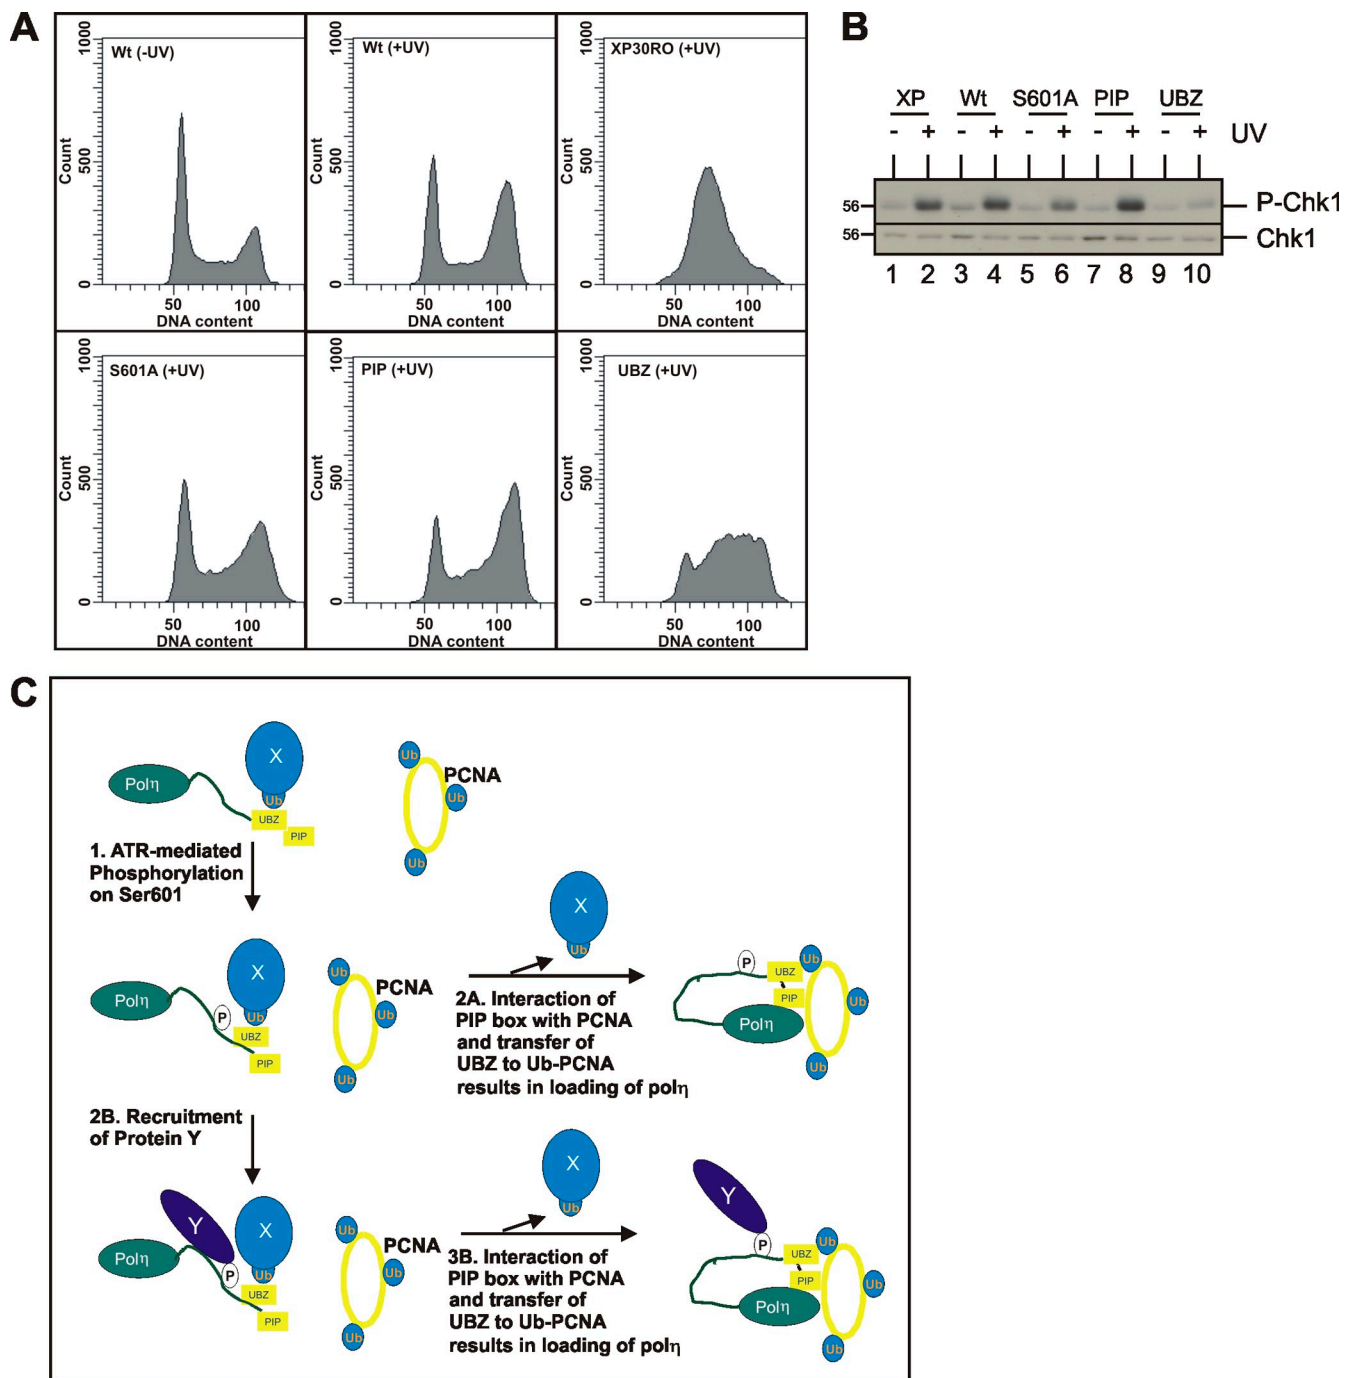 A
Wt (-UV)
1000
500
0
Count
50 100
DNA content
Wt (+UV)
1000
500
0
Count
50 100
DNA content
XP30RO (+UV)
1000
500
0
Count
50 100
DNA content
S601A (+UV)
1000
500
0
Count
50 100
DNA content
PIP (+UV)
1000
500
0
Count
50 100
DNA content
UBZ (+UV)
1000
500
0
Count
50 100
DNA content
B
XP Wt S601A PIP UBZ
- + - + - + - + - + UV
56 P-Chk1
56 Chk1
1 2 3 4 5 6 7 8 9 10
C
X
Ub
Polη
UBZ
PIP
Ub
PCNA
Ub
Ub
1. ATR-mediated
Phosphorylation
on Ser601
X
Ub
P
Polη
UBZ
PIP
Ub
PCNA
Ub
Ub
X
Ub
2A. Interaction of
PIP box with PCNA
and transfer of
UBZ to Ub-PCNA
results in loading of polη
P
UBZ
PIP
Polη
Ub
Ub
Ub
2B. Recruitment
of Protein Y
Y
X
Ub
P
Polη
UBZ
PIP
Ub
PCNA
Ub
Ub
X
Ub
3B. Interaction of
PIP box with PCNA
and transfer of
UBZ to Ub-PCNA
results in loading of polη
Y
P
UBZ
PIP
Polη
Ub
Ub
Ub